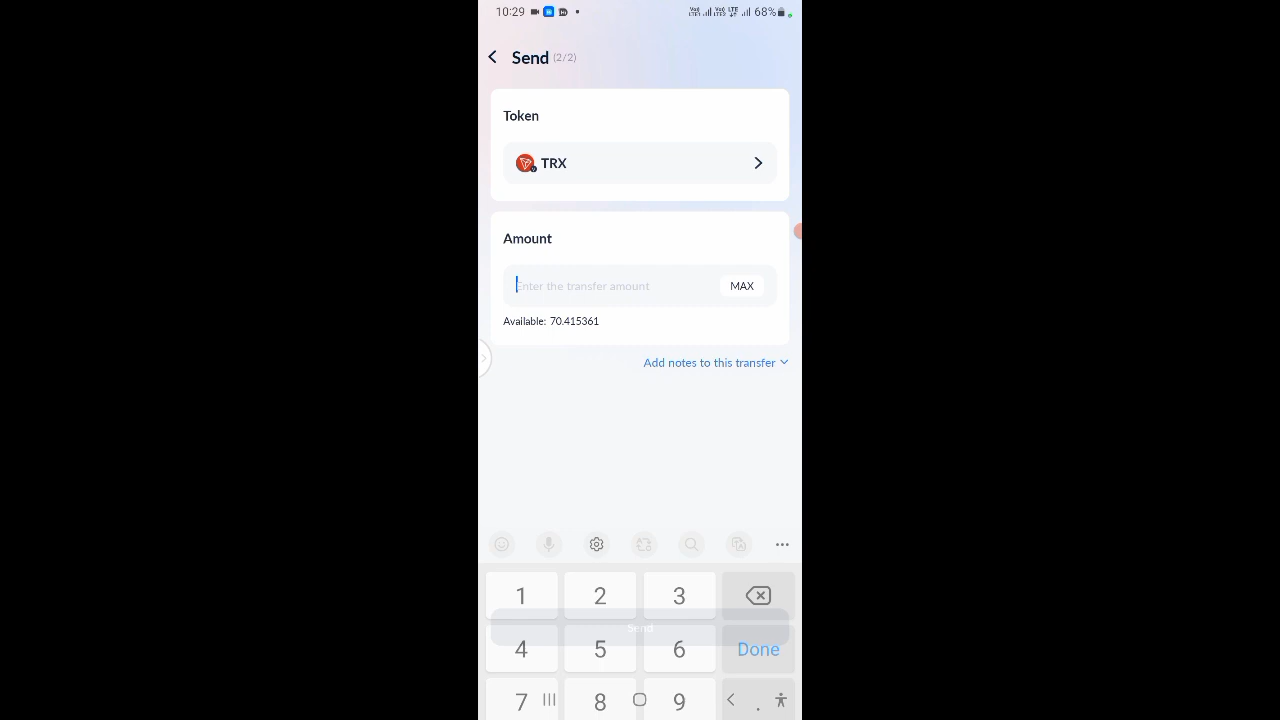 10:29 68%
Send (2/2)
Token
TRX
Amount
Enter the transfer amount MAX
Available: 70.415361
Add notes to this transfer
1 2 3
Send
4 5 6 Done
7 8 9 .